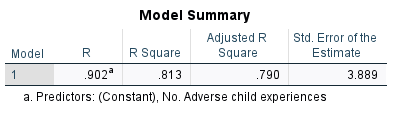 Model Summary
Model R R Square Adjusted R Square Std. Error of the Estimate
1 .902a .813 .790 3.889
a. Predictors: (Constant), No. Adverse child experiences